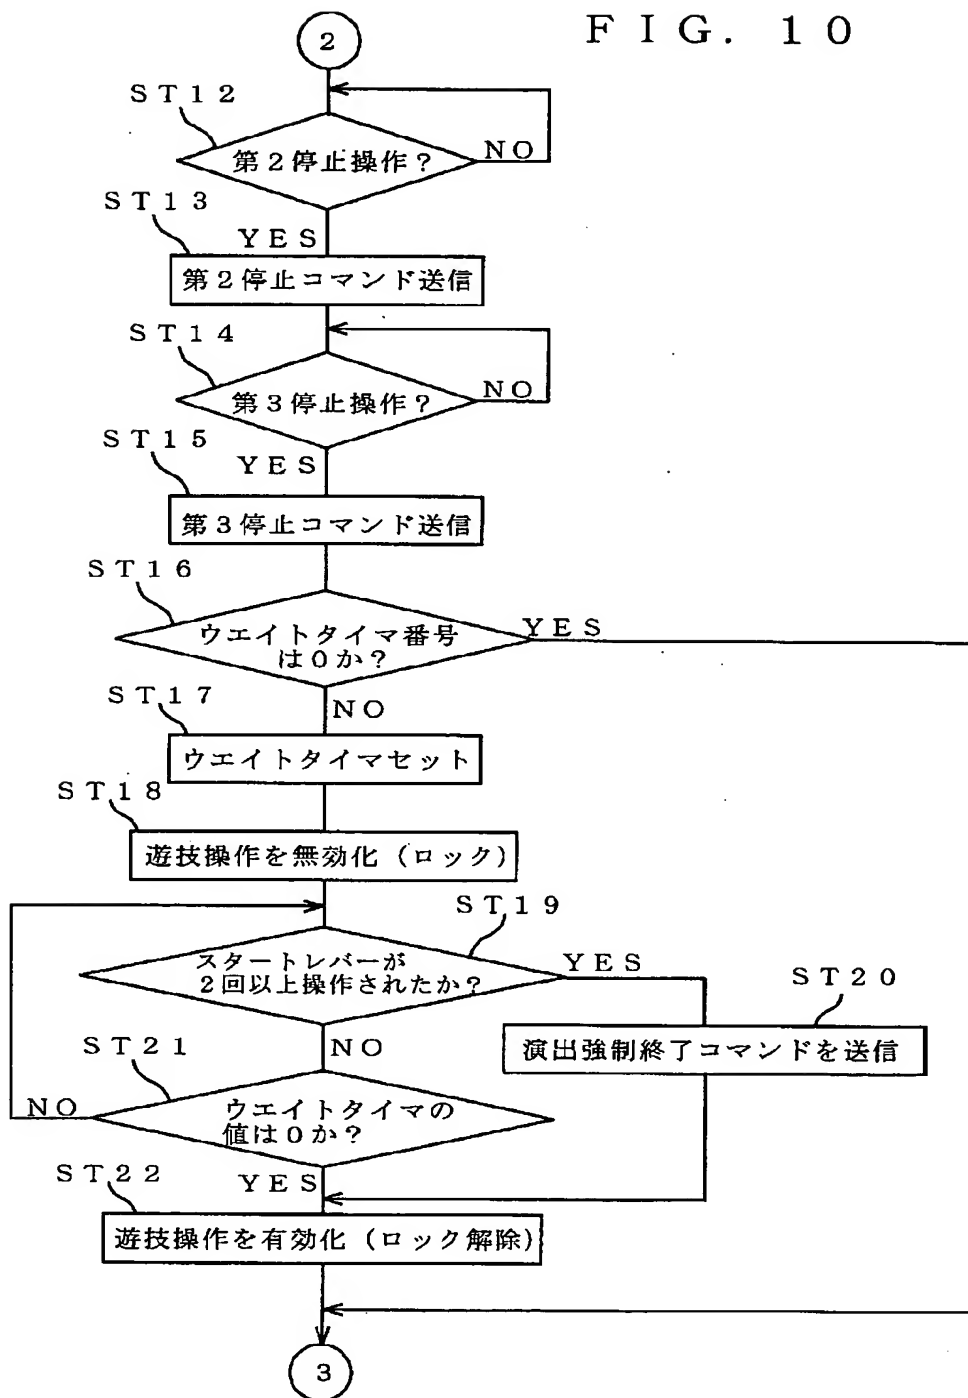 FIG. 10
2
ST12
第2停止操作?
NO
ST13
YES
第2停止コマンド送信
ST14
第3停止操作?
NO
ST15
YES
第3停止コマンド送信
ST16
ウエイトタイマ番号
は0か?
YES
ST17
NO
ウエイトタイマセット
ST18
遊技操作を無効化(ロック)
ST19
スタートレバーが
2回以上操作されたか?
YES
ST20
演出強制終了コマンドを送信
ST21
NO
ウエイトタイマの
値は0か?
NO
ST22
YES
遊技操作を有効化(ロック解除)
3